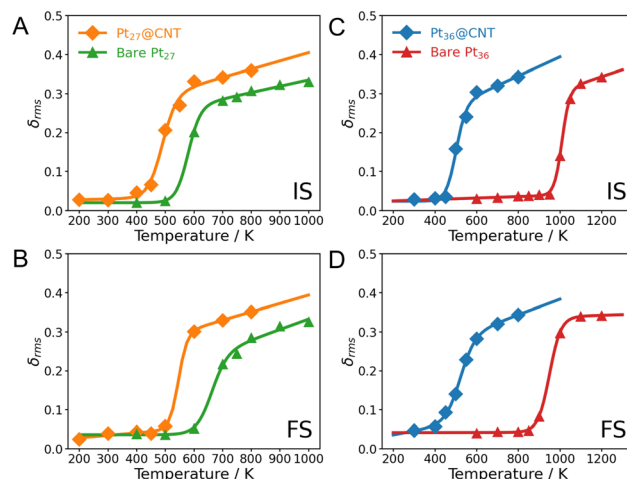 A
Pt27@CNT
Bare Pt27
δrms
0.5
0.4
0.3
0.2
0.1
0.0
200 300 400 500 600 700 800 900 1000
Temperature / K
IS
C
Pt36@CNT
Bare Pt36
δrms
0.5
0.4
0.3
0.2
0.1
0.0
200 400 600 800 1000 1200
Temperature / K
IS
B
δrms
0.5
0.4
0.3
0.2
0.1
0.0
200 300 400 500 600 700 800 900 1000
Temperature / K
FS
D
δrms
0.5
0.4
0.3
0.2
0.1
0.0
200 400 600 800 1000 1200
Temperature / K
FS